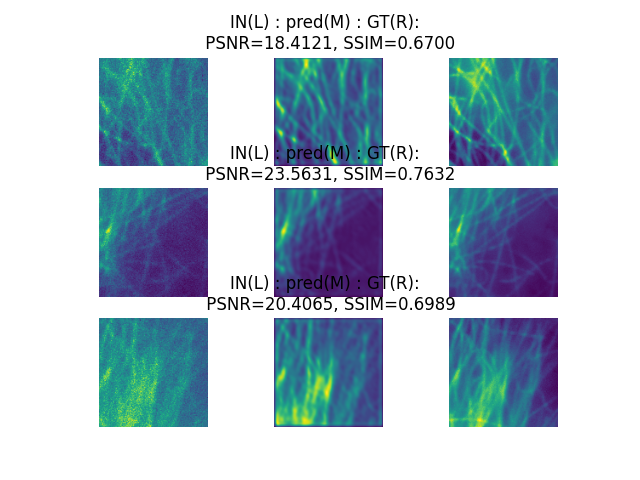 IN(L) : pred(M) : GT(R):
PSNR=18.4121, SSIM=0.6700
IN(L) : pred(M) : GT(R):
PSNR=23.5631, SSIM=0.7632
IN(L) : pred(M) : GT(R):
PSNR=20.4065, SSIM=0.6989